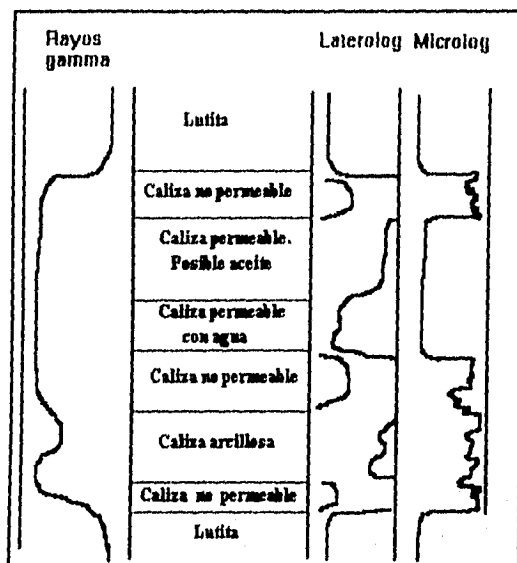 Rayos
gamma
Laterolog
Microlog
Lutita
Caliza no permeable
Caliza permeable.
Posible aceite
Caliza permeable
con agua
Caliza no permeable
Caliza arcillosa
Caliza no permeable
Lutita